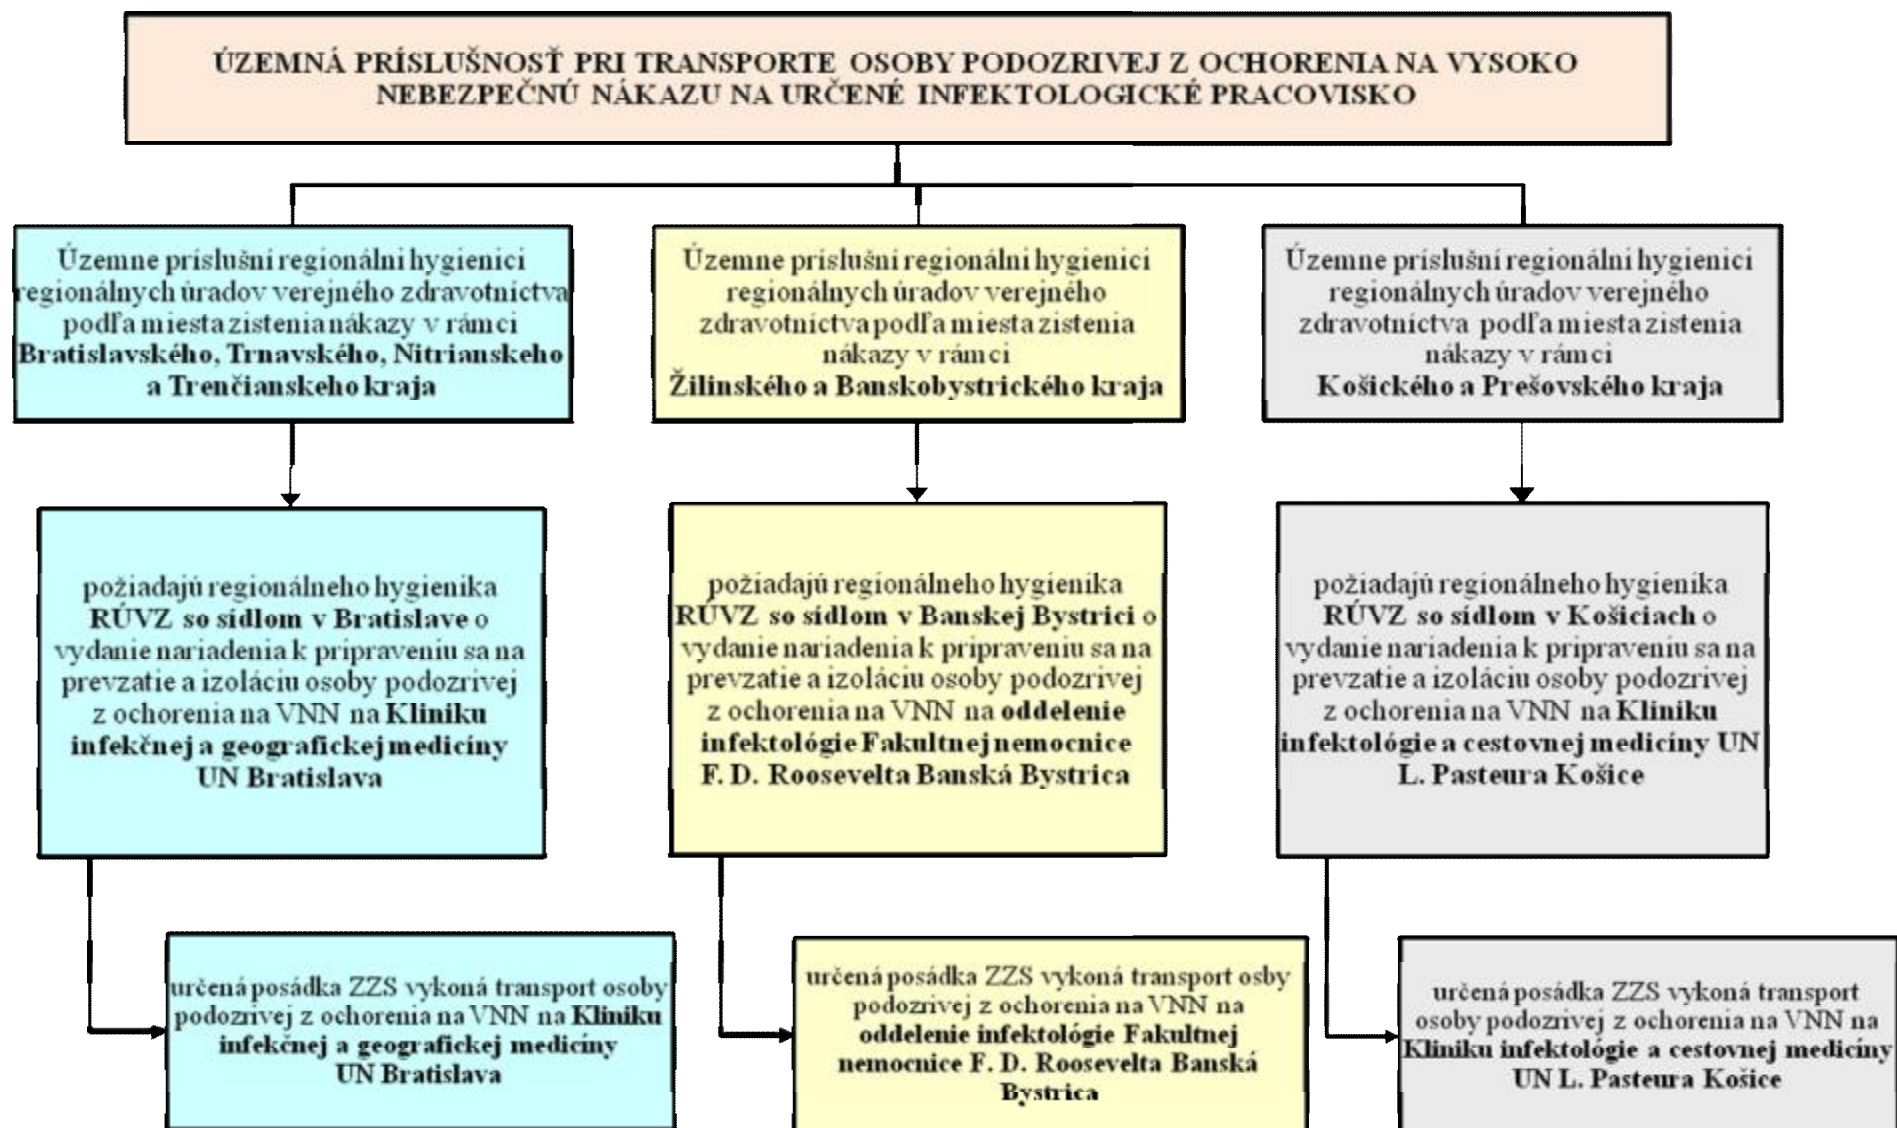 ÚZEMNÁ PRÍSLUŠNOSŤ PRI TRANSPORTE OSOBY PODOZRIVEJ Z OCHORENIA NA VYSOKO
NEBEZPEČNÚ NÁKAZU NA URČENÉ INFEKTOLOGICKÉ PRACOVISKO
Územne príslušní regionálni hygienici
regionálnych úradov verejného zdravotníctva
podľa miesta zistenia nákazy v rámci
Bratislavského, Trnavského, Nitrianskeho
a Trenčianskeho kraja
Územne príslušní regionálni hygienici
regionálnych úradov verejného
zdravotníctva podľa miesta zistenia
nákazy v rámci
Žilinského a Banskobystrického kraja
Územne príslušní regionálni hygienici
regionálnych úradov verejného
zdravotníctva podľa miesta zistenia
nákazy v rámci
Košického a Prešovského kraja
požiadajú regionálneho hygienika
RÚVZ so sídlom v Bratislave o
vydanie nariadenia k pripraveniu sa na
prevzatie a izoláciu osoby podozrivej
z ochorenia na VNN na Kliniku
infekčnej a geografickej medicíny
UN Bratislava
požiadajú regionálneho hygienika
RÚVZ so sídlom v Banskej Bystrici o
vydanie nariadenia k pripraveniu sa na
prevzatie a izoláciu osoby podozrivej
z ochorenia na VNN na oddelenie
infektológie Fakultnej nemocnice
F. D. Roosevelta Banská Bystrica
požiadajú regionálneho hygienika
RÚVZ so sídlom v Košiciach o
vydanie nariadenia k pripraveniu sa na
prevzatie a izoláciu osoby podozrivej
z ochorenia na VNN na Kliniku
infektológie a cestovnej medicíny UN
L. Pasteura Košice
určená posádka ZZS vykoná transport osoby
podozrivej z ochorenia na VNN na Kliniku
infekčnej a geografickej medicíny
UN Bratislava
určená posádka ZZS vykoná transport osby
podozrivej z ochorenia na VNN na
oddelenie infektológie Fakultnej
nemocnice F. D. Roosevelta Banská
Bystrica
určená posádka ZZS vykoná transport
osoby podozrivej z ochorenia na VNN na
Kliniku infektológie a cestovnej medicíny
UN L. Pasteura Košice